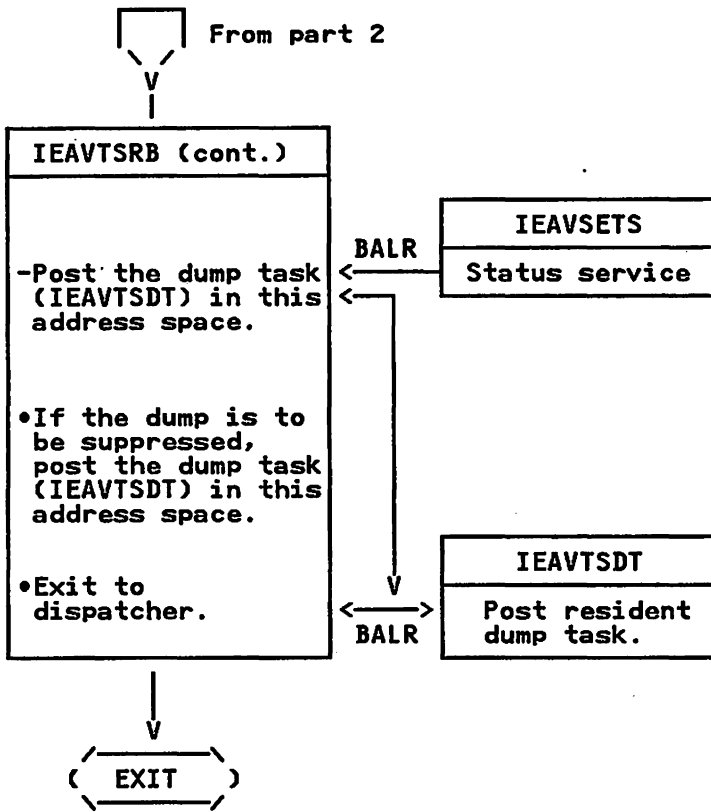 From part 2
IEAVTSRB (cont.)
-Post the dump task
(IEAVTSDT) in this
address space.
•If the dump is to
be suppressed,
post the dump task
(IEAVTSDT) in this
address space.
•Exit to
dispatcher.
BALR
IEAVSETS
Status service
IEAVTSDT
Post resident
dump task.
BALR
EXIT